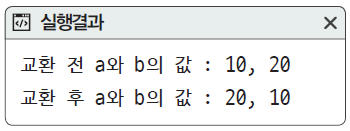 실행결과
교환 전 a와 b의 값 : 10, 20
교환 후 a와 b의 값 : 20, 10